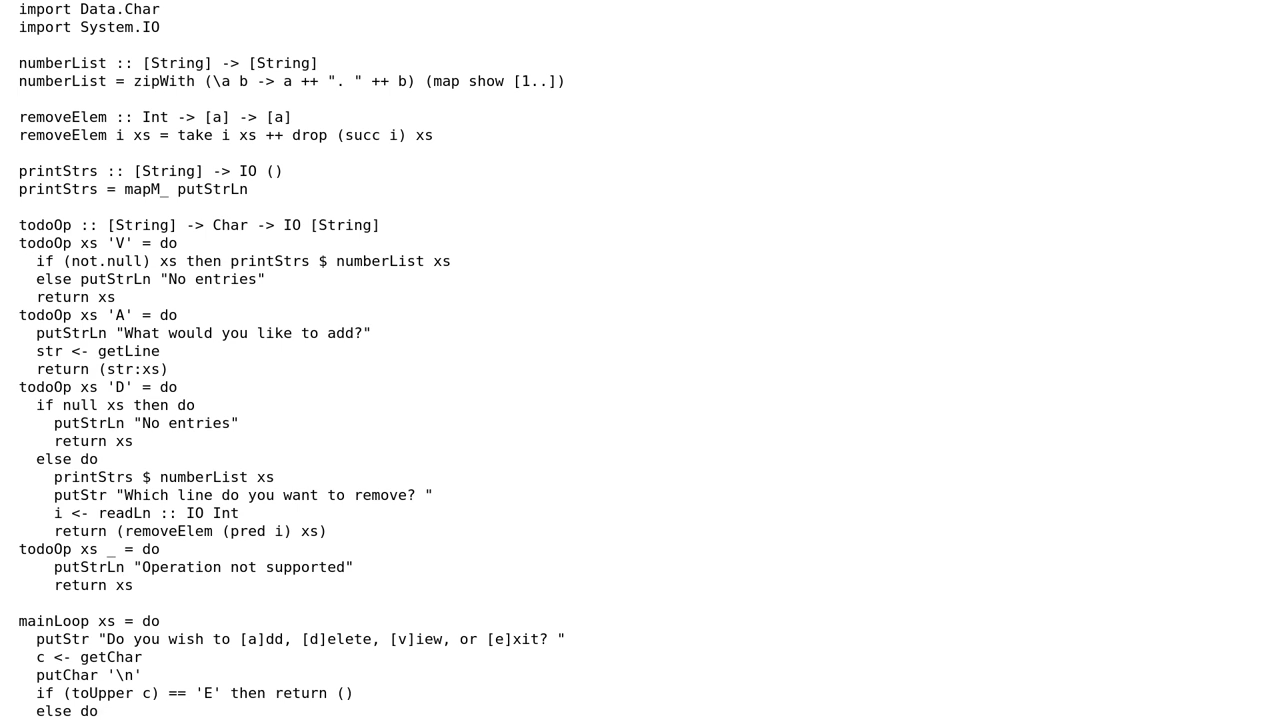 import Data.Char
import System.IO

numberList :: [String] -> [String]
numberList = zipWith (\a b -> a ++ ". " ++ b) (map show [1..])

removeElem :: Int -> [a] -> [a]
removeElem i xs = take i xs ++ drop (succ i) xs

printStrs :: [String] -> IO ()
printStrs = mapM_ putStrLn

todoOp :: [String] -> Char -> IO [String]
todoOp xs 'V' = do
  if (not.null) xs then printStrs $ numberList xs
  else putStrLn "No entries"
  return xs
todoOp xs 'A' = do
  putStrLn "What would you like to add?"
  str <- getLine
  return (str:xs)
todoOp xs 'D' = do
  if null xs then do
    putStrLn "No entries"
    return xs
  else do
    printStrs $ numberList xs
    putStr "Which line do you want to remove? "
    i <- readLn :: IO Int
    return (removeElem (pred i) xs)
todoOp xs _ = do
    putStrLn "Operation not supported"
    return xs

mainLoop xs = do
  putStr "Do you wish to [a]dd, [d]elete, [v]iew, or [e]xit? "
  c <- getChar
  putChar '\n'
  if (toUpper c) == 'E' then return ()
  else do